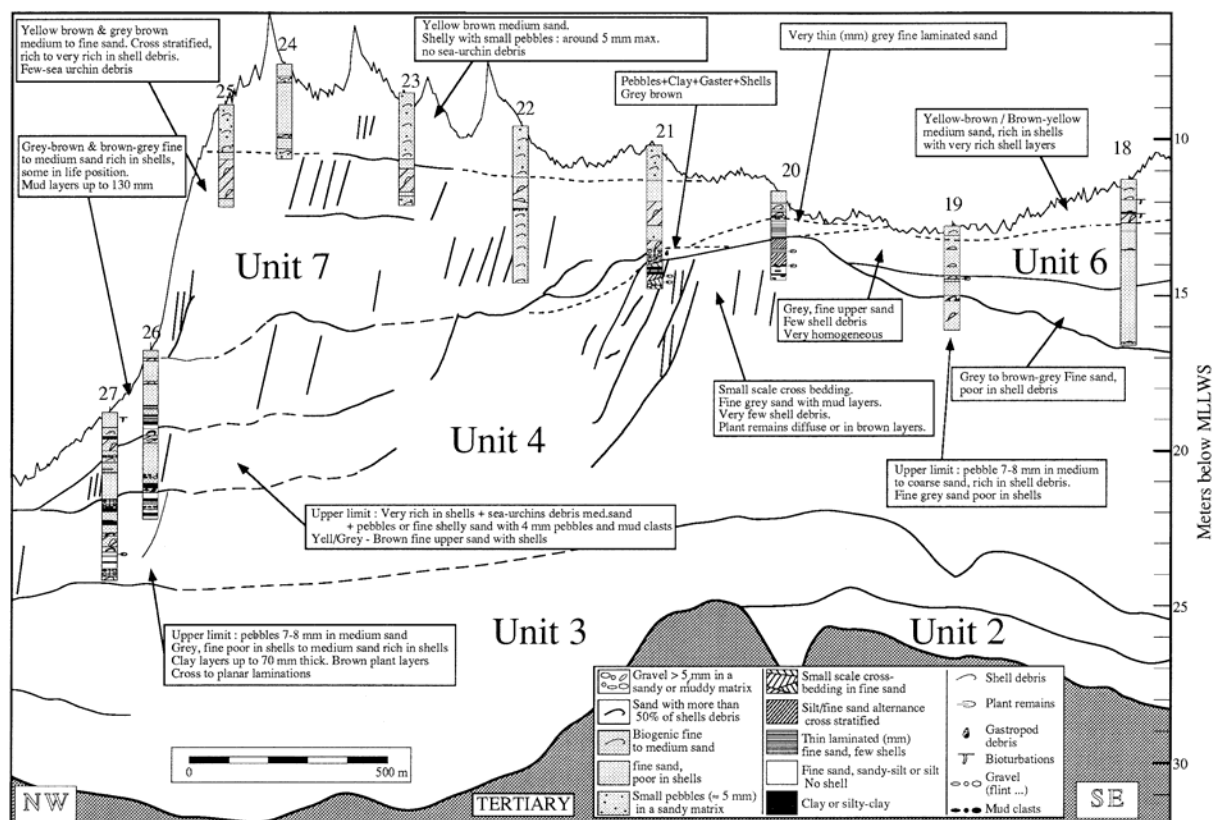 Yellow brown & grey brown
medium to fine sand. Cross stratified,
rich to very rich in shell debris.
Few-sea urchin debris
Yellow brown medium sand.
Shelly with small pebbles : around 5 mm max.
no sea-urchin debris
Very thin (mm) grey fine laminated sand
Pebbles+Clay+Gaster+Shells
Grey brown
Grey-brown & brown-grey fine
to medium sand rich in shells,
some in life position.
Mud layers up to 130 mm
Yellow-brown / Brown-yellow
medium sand, rich in shells
with very rich shell layers
24
25
23
22
21
20
19
18
26
27
Unit 7
Unit 6
Unit 4
Unit 3
Unit 2
Grey, fine upper sand
Few shell debris
Very homogeneous
Small scale cross bedding.
Fine grey sand with mud layers.
Very few shell debris.
Plant remains diffuse or in brown layers.
Grey to brown-grey Fine sand,
poor in shell debris
Upper limit : pebble 7-8 mm in medium
to coarse sand, rich in shell debris.
Fine grey sand poor in shells
Upper limit : Very rich in shells + sea-urchins debris med.sand
+ pebbles or fine shelly sand with 4 mm pebbles and mud clasts
Yell/Grey - Brown fine upper sand with shells
Upper limit : pebbles 7-8 mm in medium sand
Grey, fine poor in shells to medium sand rich in shells
Clay layers up to 70 mm thick. Brown plant layers
Cross to planar laminations
10
15
20
25
30
Meters below MLLWS
Gravel > 5 mm in a
sandy or muddy matrix
Sand with more than
50% of shells debris
Biogenic fine
to medium sand
fine sand,
poor in shells
Small pebbles (≈ 5 mm)
in a sandy matrix
Small scale cross-
bedding in fine sand
Silt/fine sand alternance
cross stratified
Thin laminated (mm)
fine sand, few shells
Fine sand, sandy-silt or silt
No shell
Clay or silty-clay
Shell debris
Plant remains
Gastropod
debris
Bioturbations
Gravel
(flint ...)
Mud clasts
0
500 m
NW
TERTIARY
SE